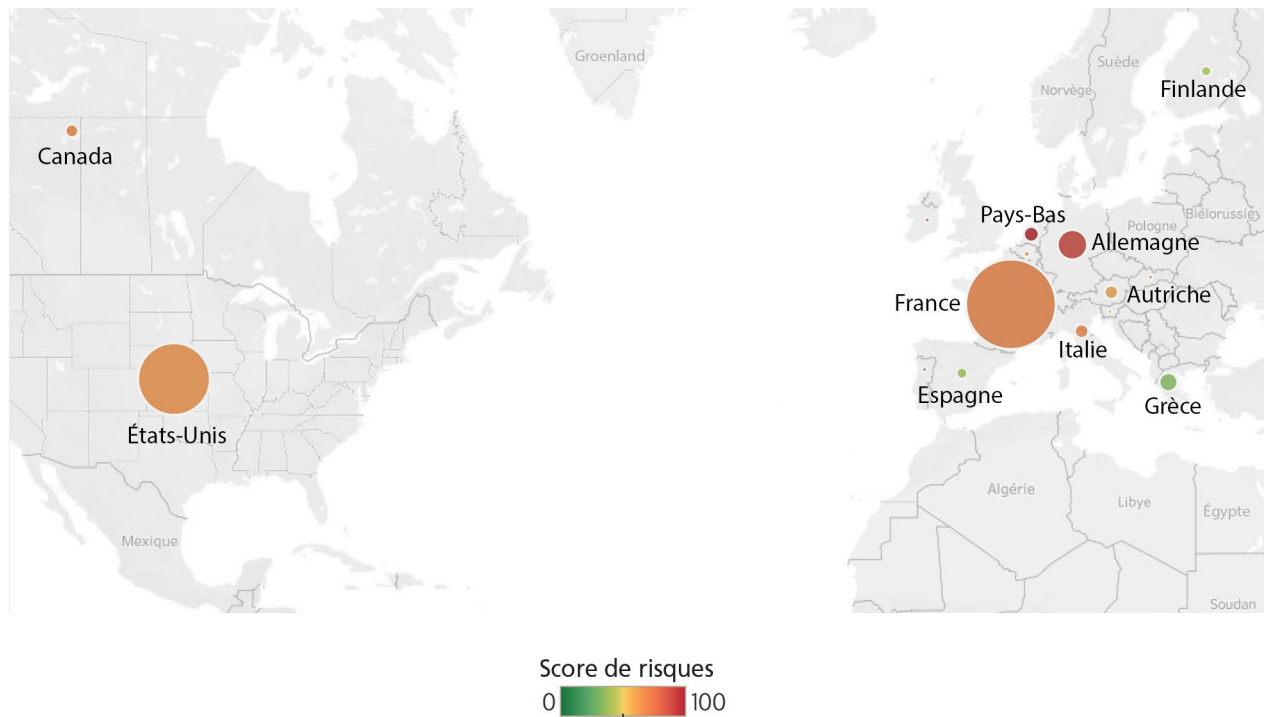 Groenland
Suède
Finlande
Norvège
Canada
Pays-Bas
Biélorussie
Pologne
Allemagne
Autriche
France
Italie
Espagne
Grèce
États-Unis
Algérie
Libye
Égypte
Mexique
Soudan
Score de risques
0 100